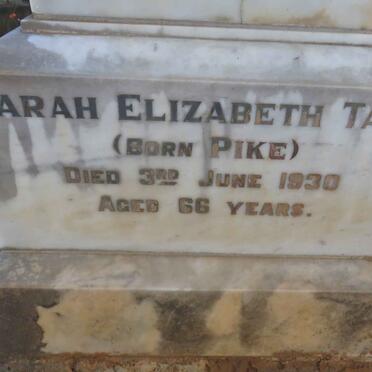 ARAH ELIZABETH TA
(BORN PIKE)
DIED 3RD JUNE 1930
AGED 66 YEARS.